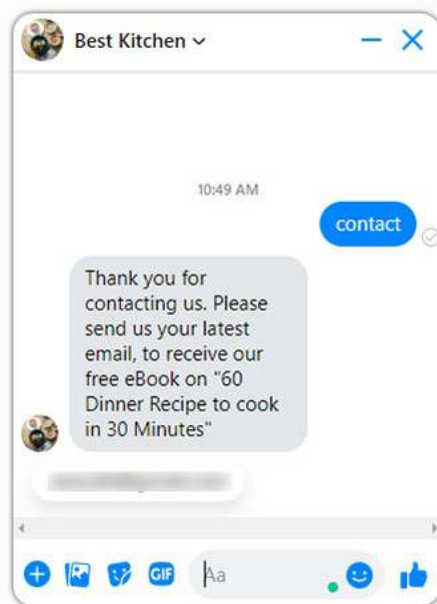 Best Kitchen
10:49 AM
contact
Thank you for
contacting us. Please
send us your latest
email, to receive our
free eBook on "60
Dinner Recipe to cook
in 30 Minutes"
GIF
Aa